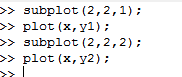 >> subplot(2,2,1);
>> plot(x,y1);
>> subplot(2,2,2);
>> plot(x,y2);
>>